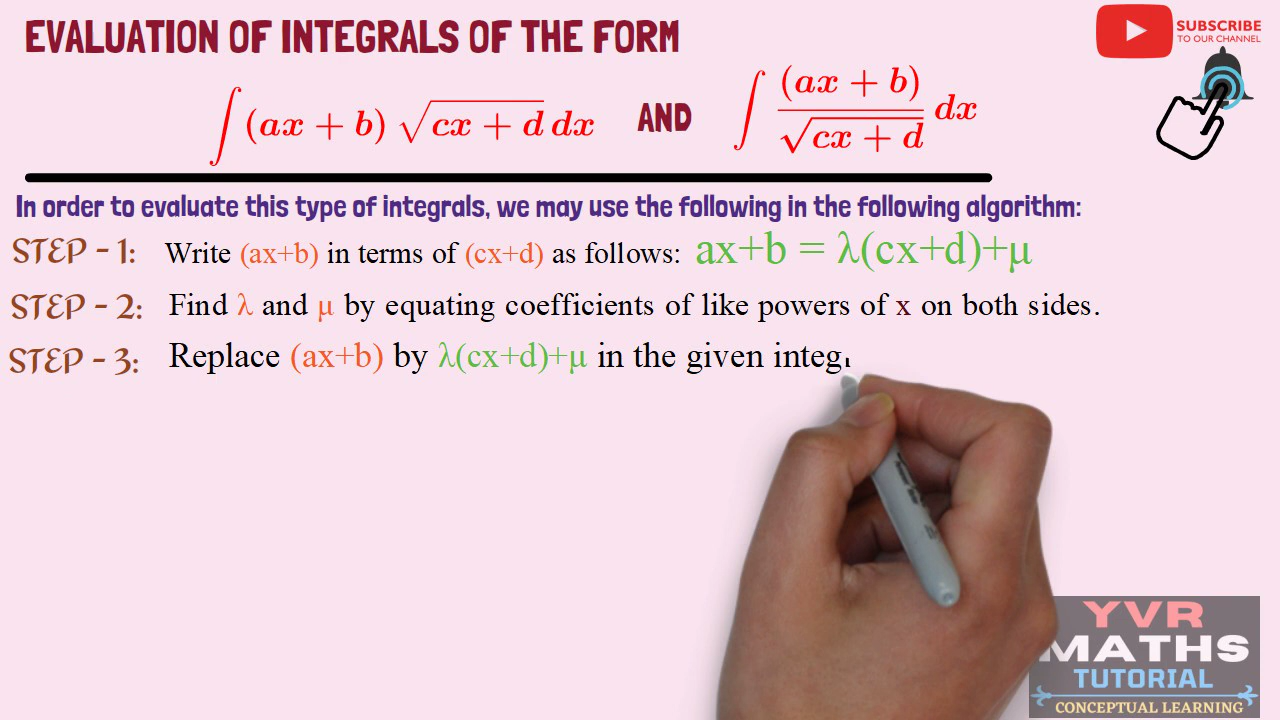 EVALUATION OF INTEGRALS OF THE FORM
SUBSCRIBE
TO OUR CHANNEL
∫(ax + b) √(cx + d) dx AND ∫ (ax + b)/√(cx + d) dx
In order to evaluate this type of integrals, we may use the following in the following algorithm:
STEP - 1: Write (ax+b) in terms of (cx+d) as follows: ax+b = λ(cx+d)+μ
STEP - 2: Find λ and μ by equating coefficients of like powers of x on both sides.
STEP - 3: Replace (ax+b) by λ(cx+d)+μ in the given
YVR
MATHS
TUTORIAL
CONCEPTUAL LEARNING